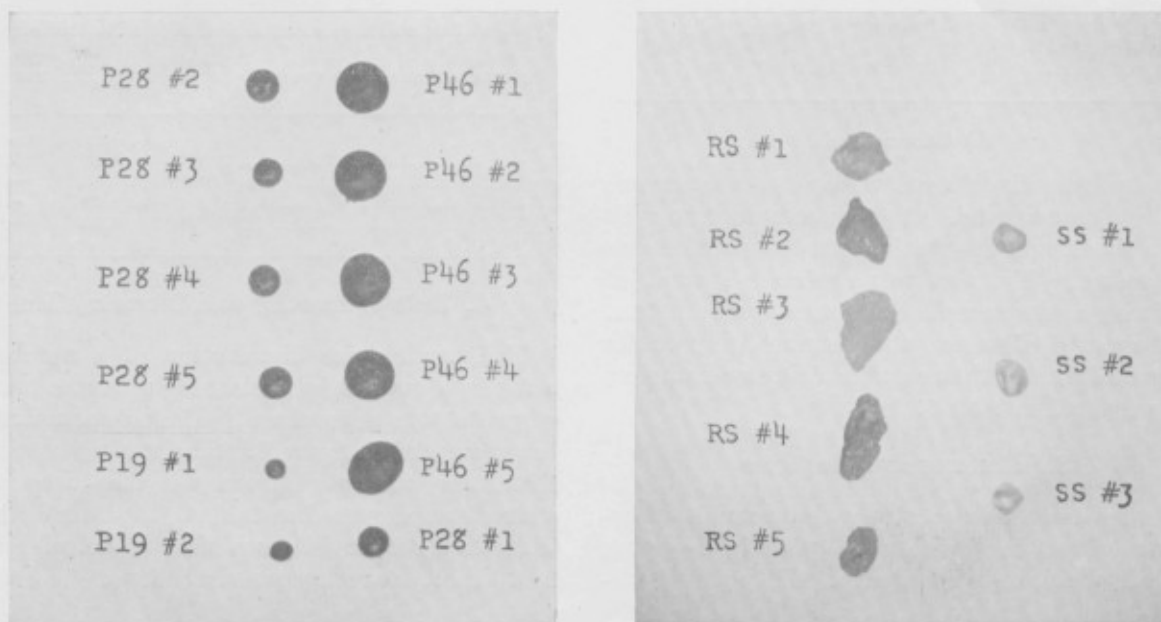 P28 #2 P46 #1
P28 #3 P46 #2
P28 #4 P46 #3
P28 #5 P46 #4
P19 #1 P46 #5
P19 #2 P28 #1
RS #1
RS #2 SS #1
RS #3
SS #2
RS #4
SS #3
RS #5